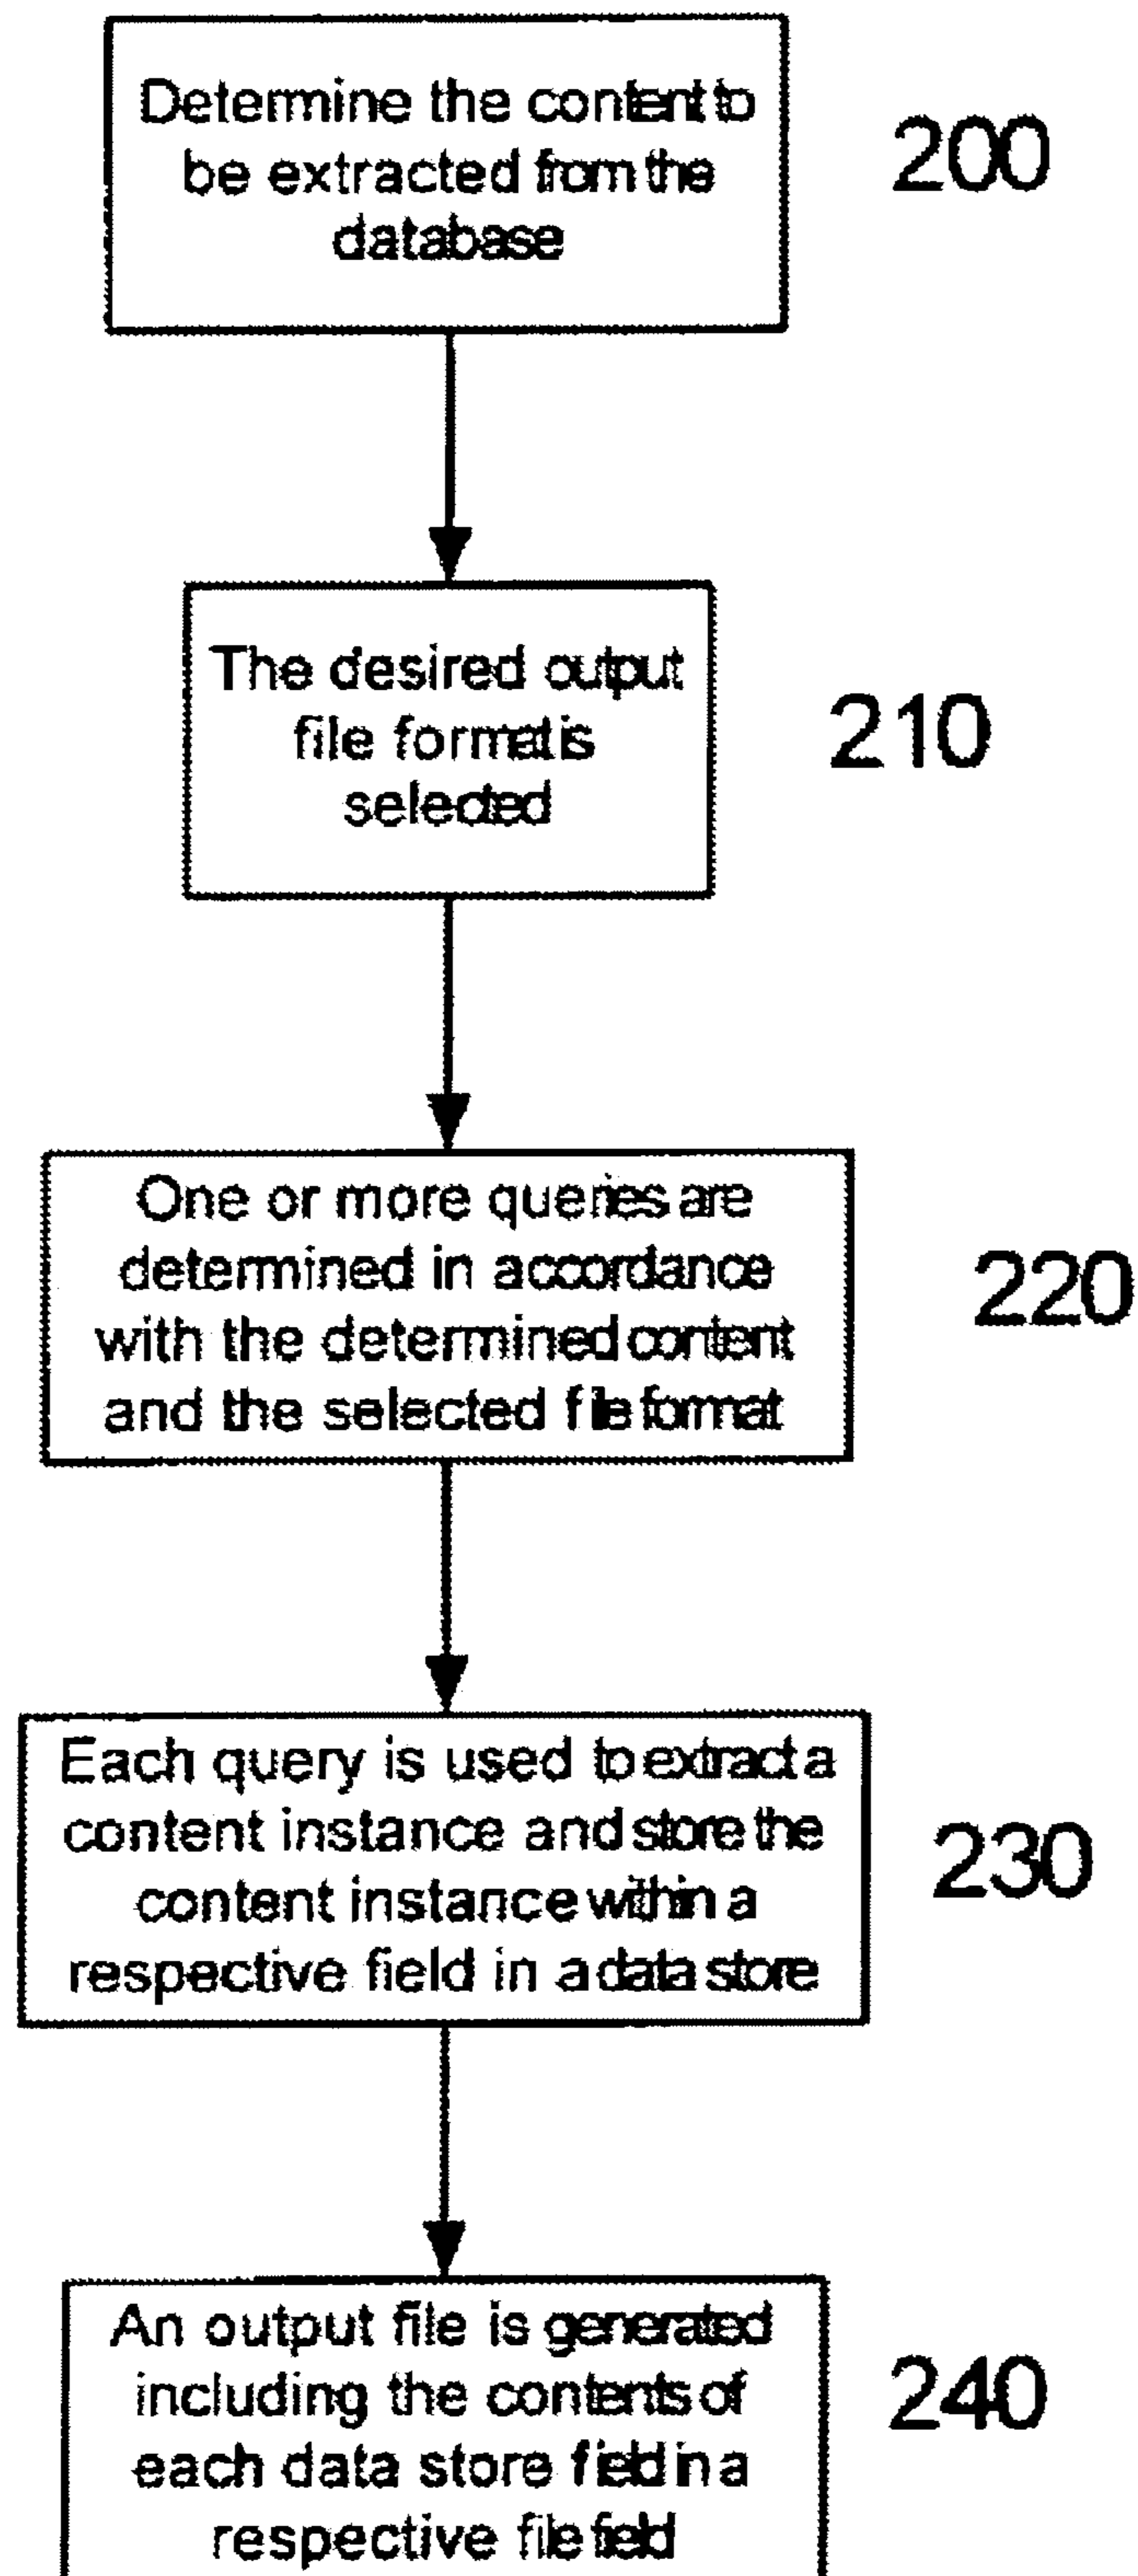 Determine the content to
be extracted from the
database
200
The desired output
file format is
selected
210
One or more queries are
determined in accordance
with the determined content
and the selected file format
220
Each query is used to extract a
content instance and store the
content instance within a
respective field in a data store
230
An output file is generated
including the contents of
each data store field in a
respective file field
240